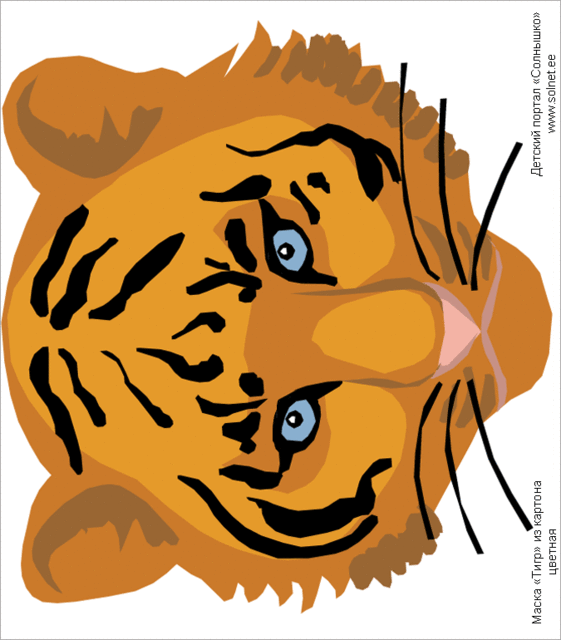 Маска «Тигр» из картона
цветная
Детский портал «Солнышко»
www.solnet.ee